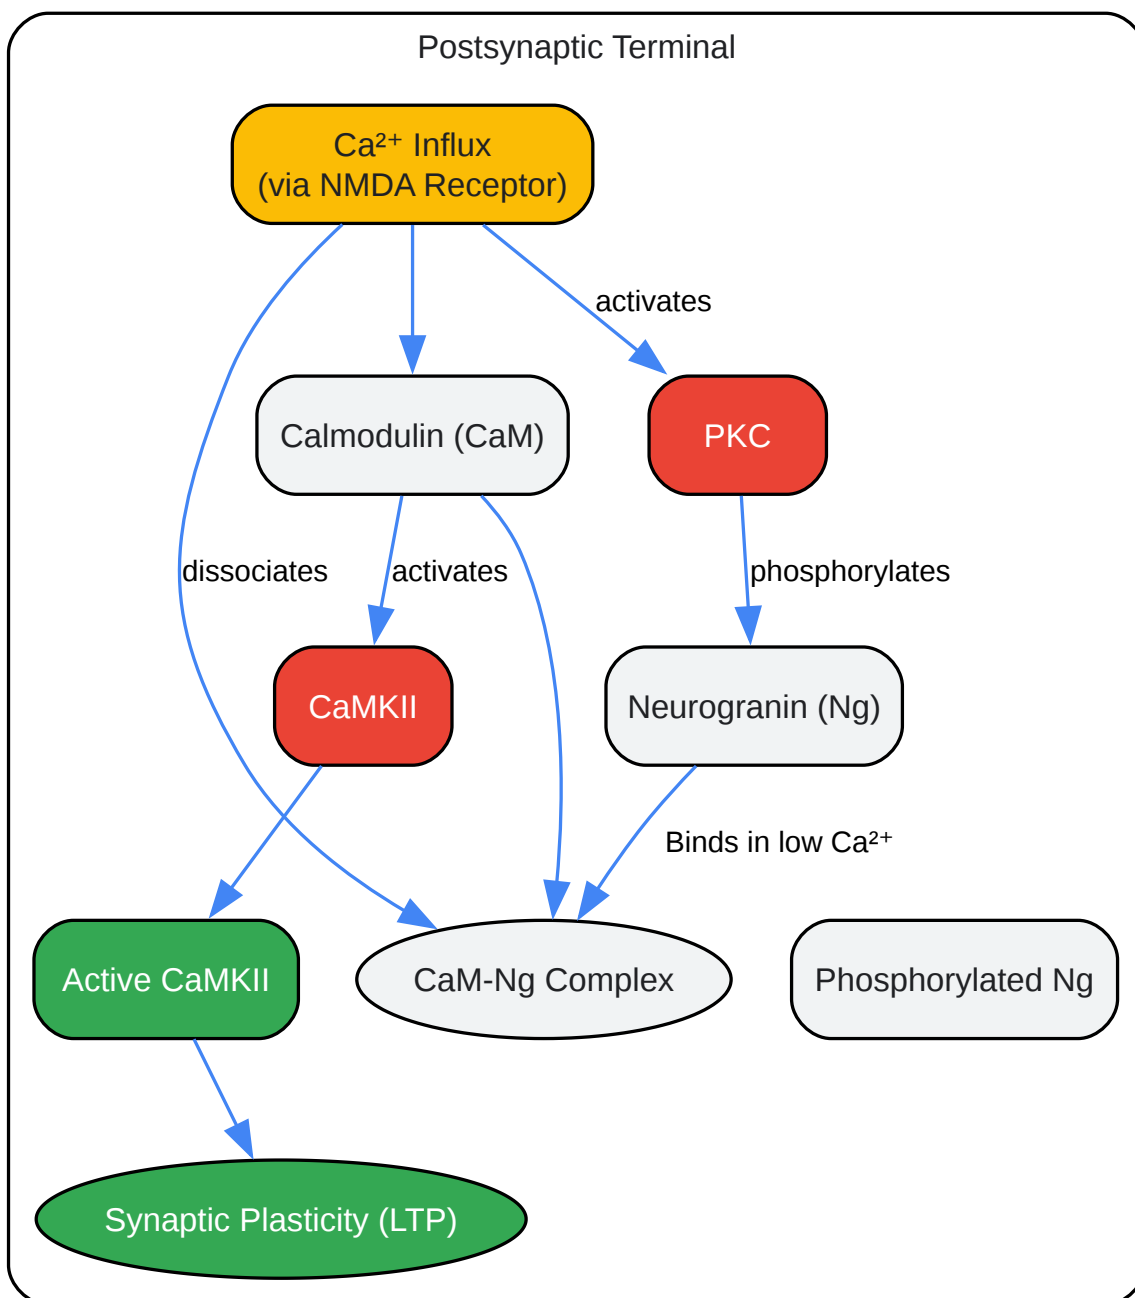 Postsynaptic Terminal
Ca²⁺ Influx
(via NMDA Receptor)
activates
Calmodulin (CaM)
PKC
dissociates
activates
phosphorylates
CaMKII
Neurogranin (Ng)
Binds in low Ca²⁺
Active CaMKII
CaM-Ng Complex
Phosphorylated Ng
Synaptic Plasticity (LTP)